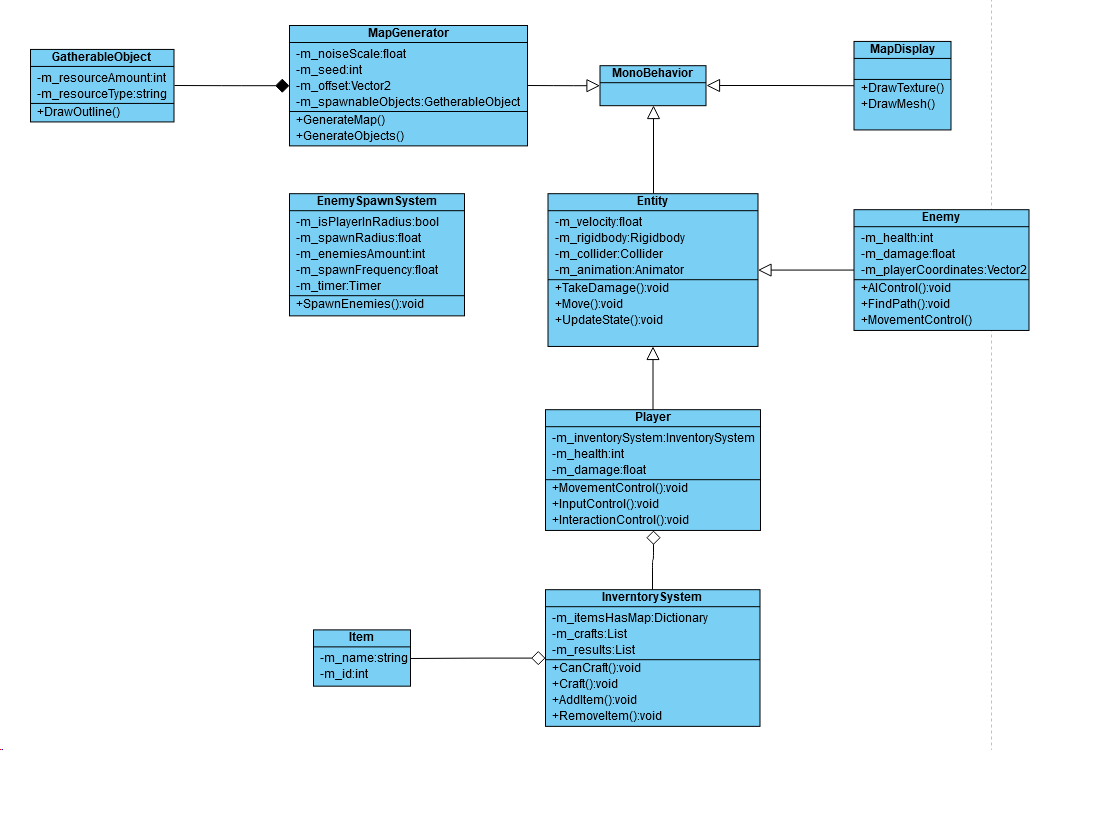 GatherableObject
-m_resourceAmount:int
-m_resourceType:string
+DrawOutline()
MapGenerator
-m_noiseScale:float
-m_seed:int
-m_offset:Vector2
-m_spawnableObjects:GetherableObject
+GenerateMap()
+GenerateObjects()
MonoBehavior
MapDisplay
+DrawTexture()
+DrawMesh()
EnemySpawnSystem
-m_isPlayerInRadius:bool
-m_spawnRadius:float
-m_enemiesAmount:int
-m_spawnFrequency:float
-m_timer:Timer
+SpawnEnemies():void
Entity
-m_velocity:float
-m_rigidbody:Rigidbody
-m_collider:Collider
-m_animation:Animator
+TakeDamage():void
+Move():void
+UpdateState():void
Enemy
-m_health:int
-m_damage:float
-m_playerCoordinates:Vector2
+AIControl():void
+FindPath():void
+MovementControl()
Player
-m_inventorySystem:InventorySystem
-m_health:int
-m_damage:float
+MovementControl():void
+InputControl():void
+InteractionControl():void
Item
-m_name:string
-m_id:int
InverntorySystem
-m_itemsHasMap:Dictionary
-m_crafts:List
-m_results:List
+CanCraft():void
+Craft():void
+AddItem():void
+RemoveItem():void